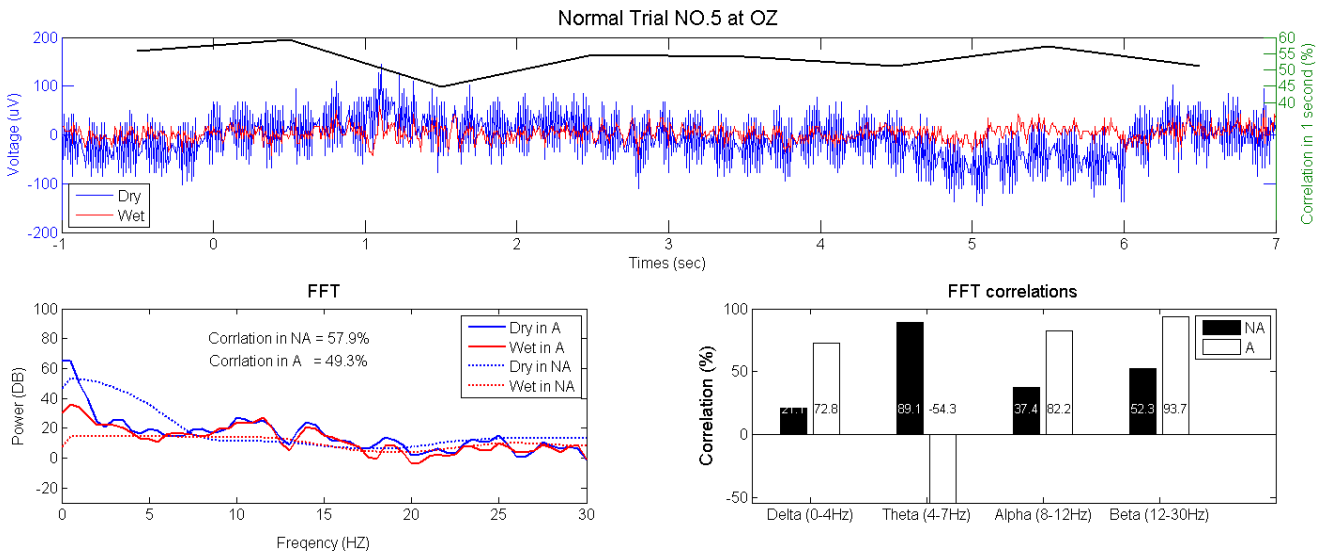 Normal Trial NO.5 at OZ
200
100
0
-100
-200
Voltage (uV)
60
55
50
45
40
Correlation in 1 second (%)
Dry
Wet
-1 0 1 2 3 4 5 6 7
Times (sec)
FFT
100
80
60
40
20
0
-20
Power (DB)
Corrlation in NA = 57.9%
Corrlation in A = 49.3%
Dry in A
Wet in A
Dry in NA
Wet in NA
0 5 10 15 20 25 30
Freqency (HZ)
FFT correlations
100
50
0
-50
Correlation (%)
NA
A
21.1 72.8 89.1 -54.3 37.4 82.2 52.3 93.7
Delta (0-4Hz) Theta (4-7Hz) Alpha (8-12Hz) Beta (12-30Hz)